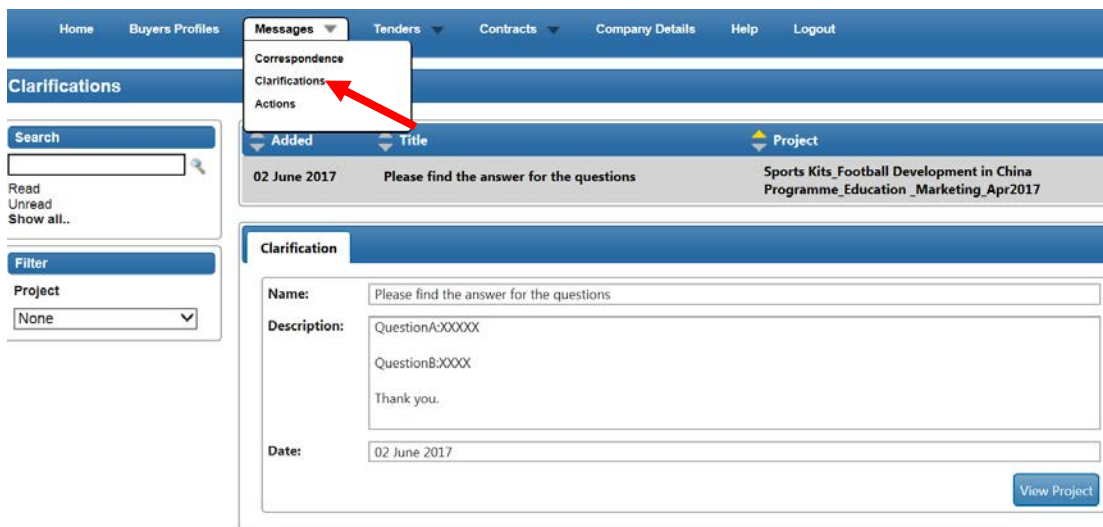 Home Buyers Profiles Messages Tenders Contracts Company Details Help Logout
Correspondence
Clarifications
Actions
Clarifications
Search
Read
Unread
Show all..
Filter
Project
None
Added Title Project
02 June 2017 Please find the answer for the questions Sports Kits_Football Development in China
Programme_Education _Marketing_Apr2017
Clarification
Name: Please find the answer for the questions
Description: QuestionA:XXXXX
QuestionB:XXXX
Thank you.
Date: 02 June 2017
View Project